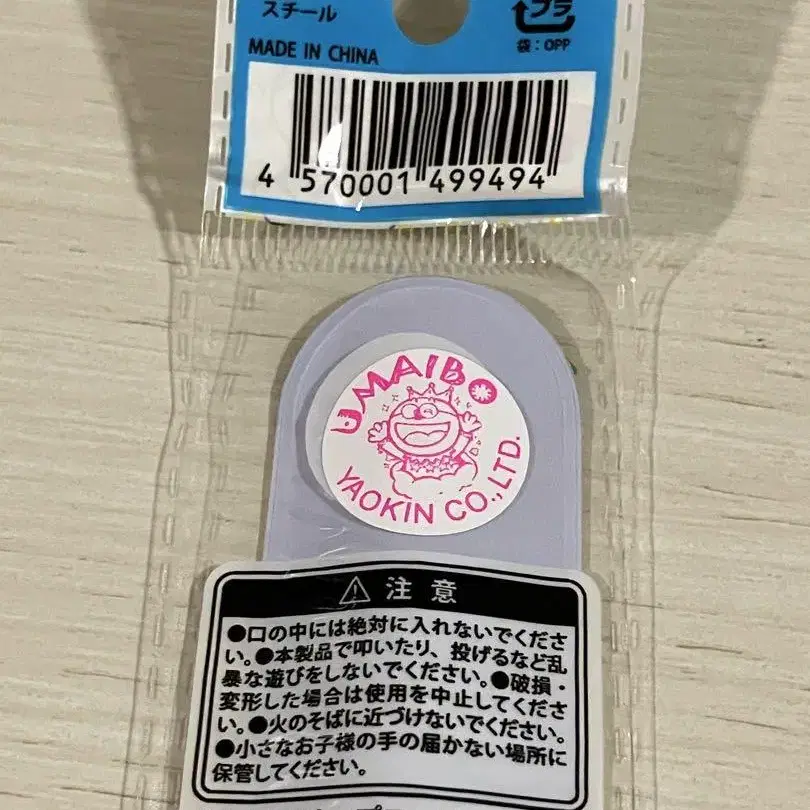 スチール
プラ
MADE IN CHINA
袋：OPP
4 570001 499494
UMAIBO
YAOKIN CO.,LTD.
⚠ 注意
●口の中には絶対に入れないでくださ
い。●本製品で叩いたり、投げるなど乱
暴な遊びをしないでください。●破損・
変形した場合は使用を中止してくださ
い。●火のそばに近づけないでください。
●小さなお子様の手の届かない場所に
保管してください。